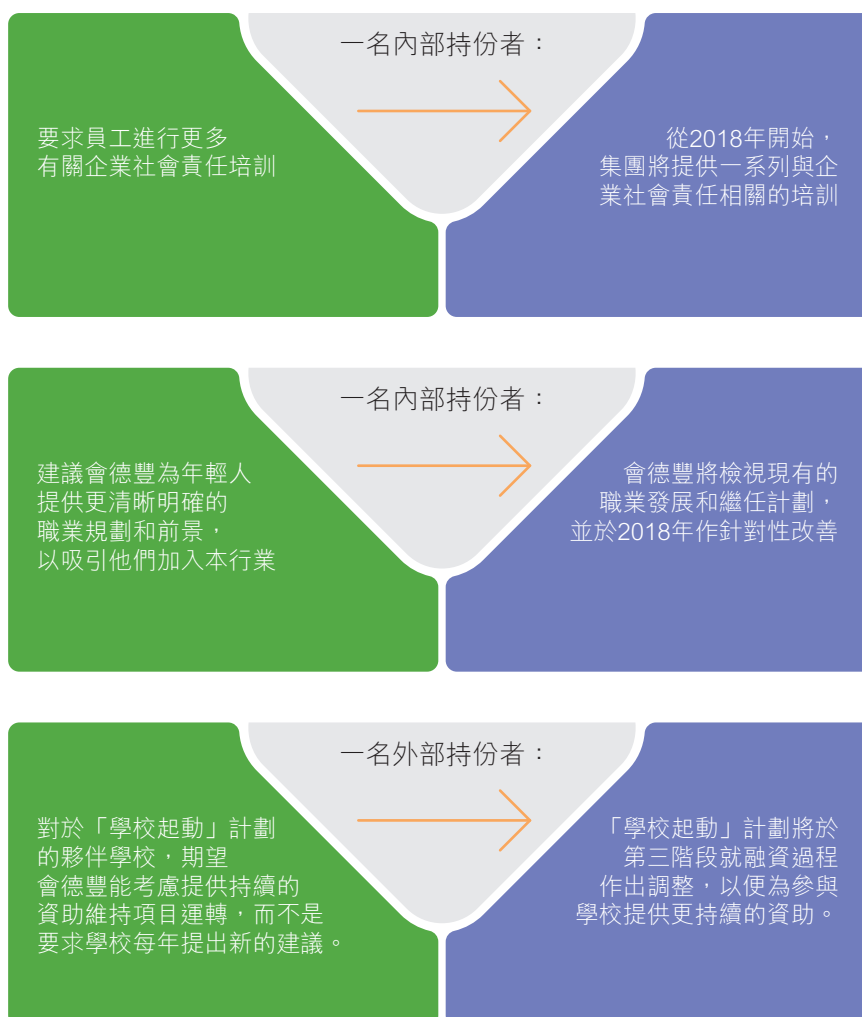 一名內部持份者：
要求員工進行更多
有關企業社會責任培訓
從2018年開始，
集團將提供一系列與企
業社會責任相關的培訓
一名內部持份者：
建議會德豐為年輕人
提供更清晰明確的
職業規劃和前景，
以吸引他們加入本行業
會德豐將檢視現有的
職業發展和繼任計劃，
並於2018年作針對性改善
一名外部持份者：
對於「學校起動」計劃
的夥伴學校，期望
會德豐能考慮提供持續的
資助維持項目運轉，而不是
要求學校每年提出新的建議。
「學校起動」計劃將於
第三階段就融資過程
作出調整，以便為參與
學校提供更持續的資助。